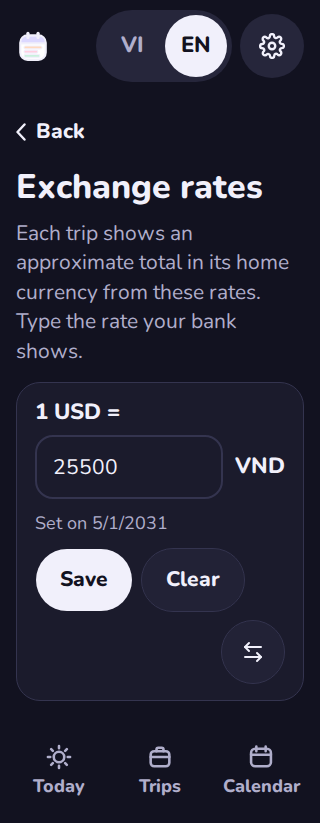 VI EN
Back
Exchange rates
Each trip shows an
approximate total in its home
currency from these rates.
Type the rate your bank
shows.
1 USD =
25500 VND
Set on 5/1/2031
Save Clear
Today Trips Calendar